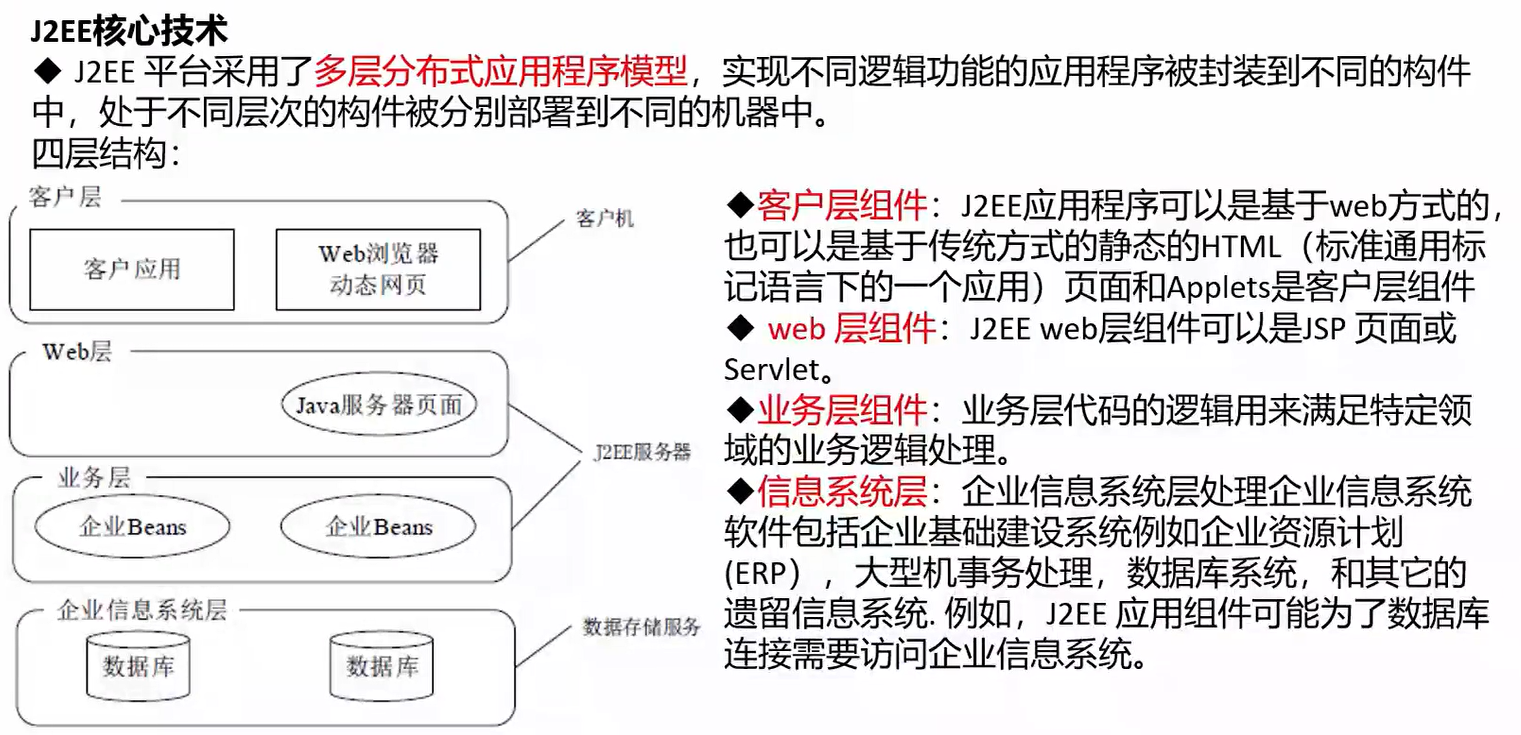 J2EE核心技术
◆ J2EE 平台采用了多层分布式应用程序模型，实现不同逻辑功能的应用程序被封装到不同的构件
中，处于不同层次的构件被分别部署到不同的机器中。
四层结构：
客户层
客户应用
Web浏览器
动态网页
客户机
Web层
Java服务器页面
J2EE服务器
业务层
企业Beans
企业Beans
企业信息系统层
数据库
数据库
数据存储服务
◆客户层组件：J2EE应用程序可以是基于web方式的，
也可以是基于传统方式的静态的HTML（标准通用标
记语言下的一个应用）页面和Applets是客户层组件
◆ web 层组件：J2EE web层组件可以是JSP 页面或
Servlet。
◆业务层组件：业务层代码的逻辑用来满足特定领
域的业务逻辑处理。
◆信息系统层：企业信息系统层处理企业信息系统
软件包括企业基础建设系统例如企业资源计划
(ERP），大型机事务处理，数据库系统，和其它的
遗留信息系统. 例如，J2EE 应用组件可能为了数据库
连接需要访问企业信息系统。